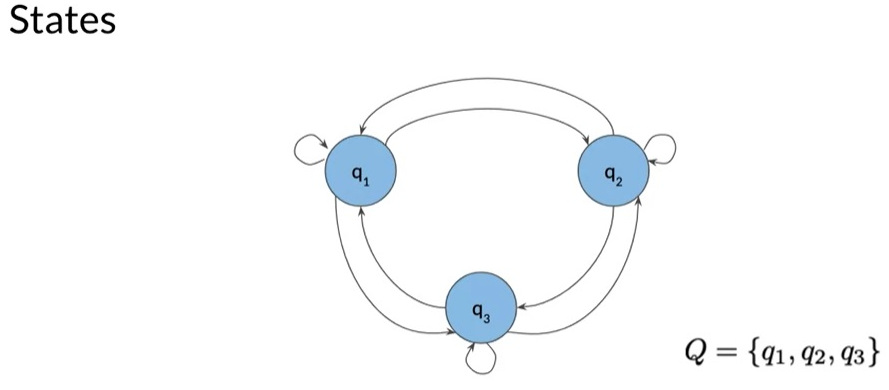 States
q₁
q₂
q₃
Q = {q₁, q₂, q₃}